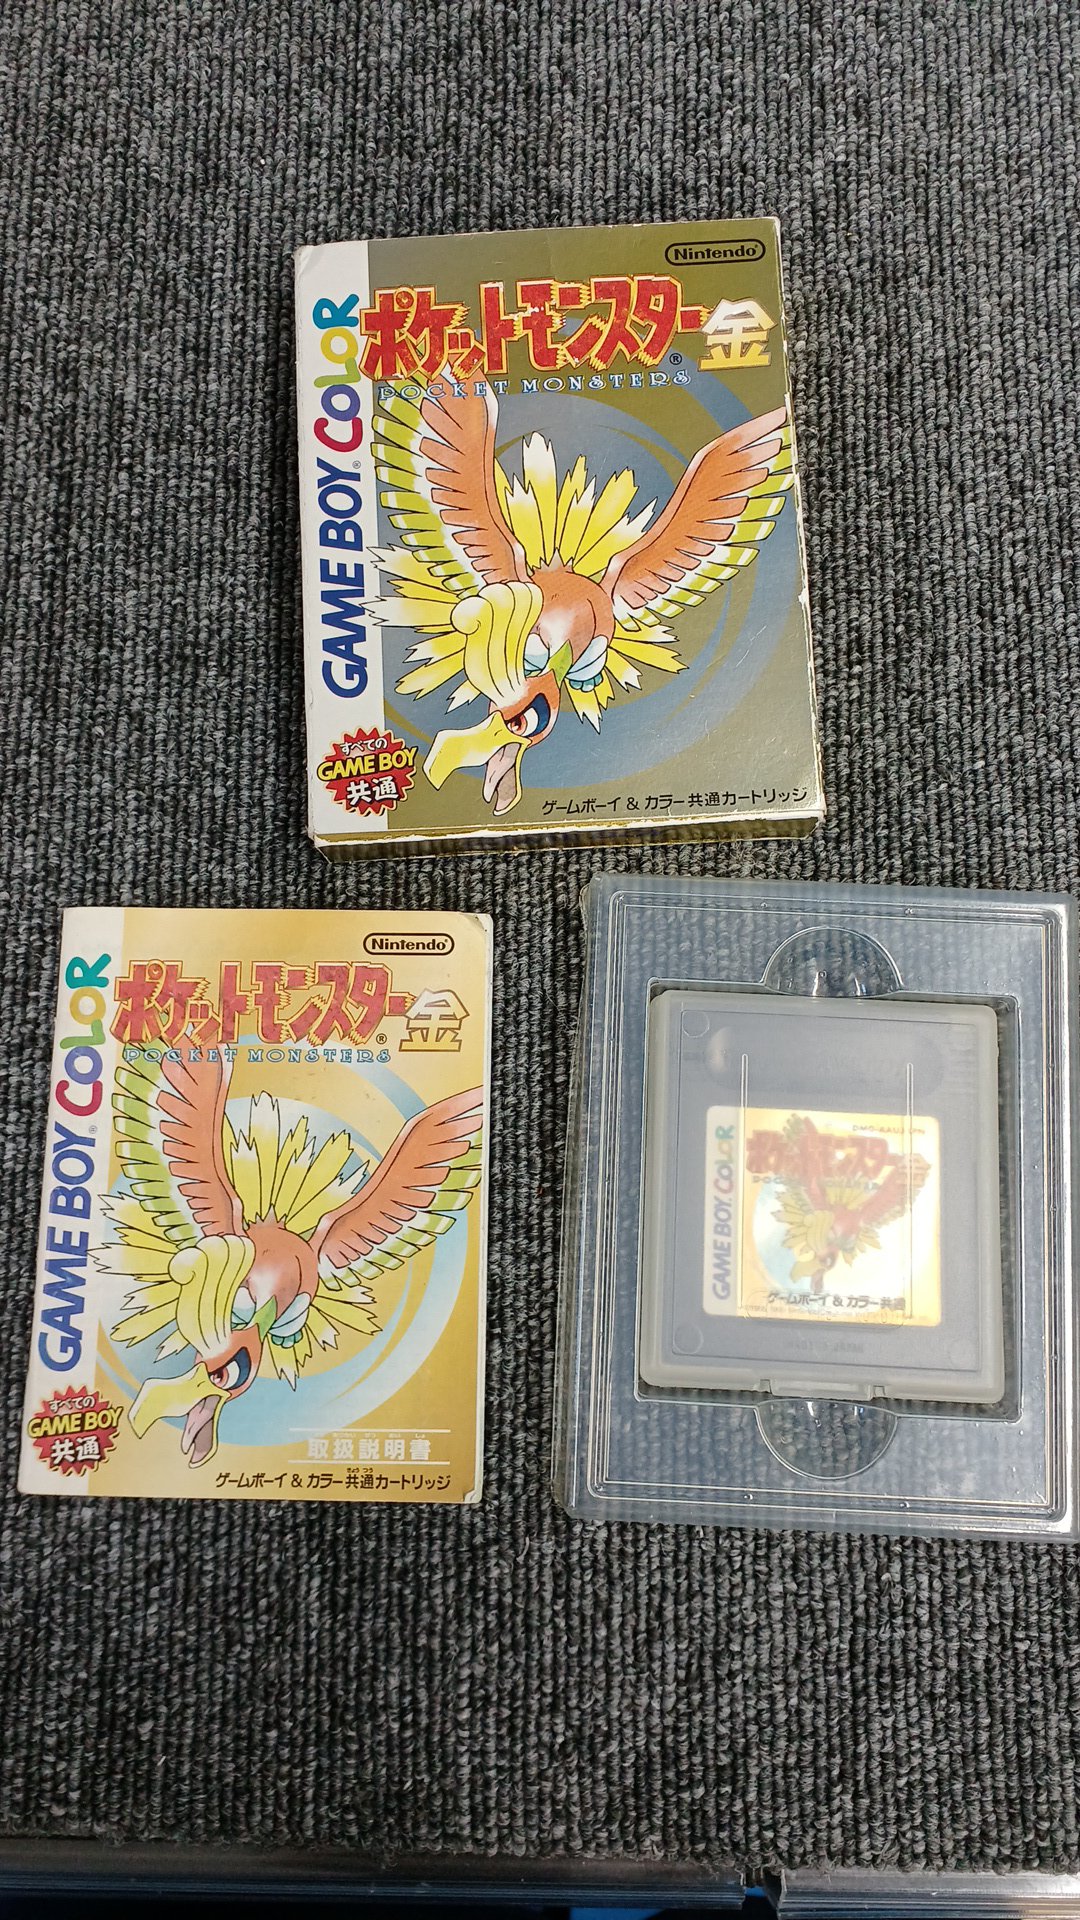 Nintendo
ポケットモンスター金
POCKET MONSTERS
GAME BOY COLOR
すべての
GAME BOY
共通
ゲームボーイ & カラー共通カートリッジ
Nintendo
ポケットモンスター金
POCKET MONSTERS
GAME BOY COLOR
すべての
GAME BOY
共通
取扱説明書
ゲームボーイ & カラー共通カートリッジ
ポケットモンスター金
GAME BOY COLOR
ゲームボーイ & カラー共通